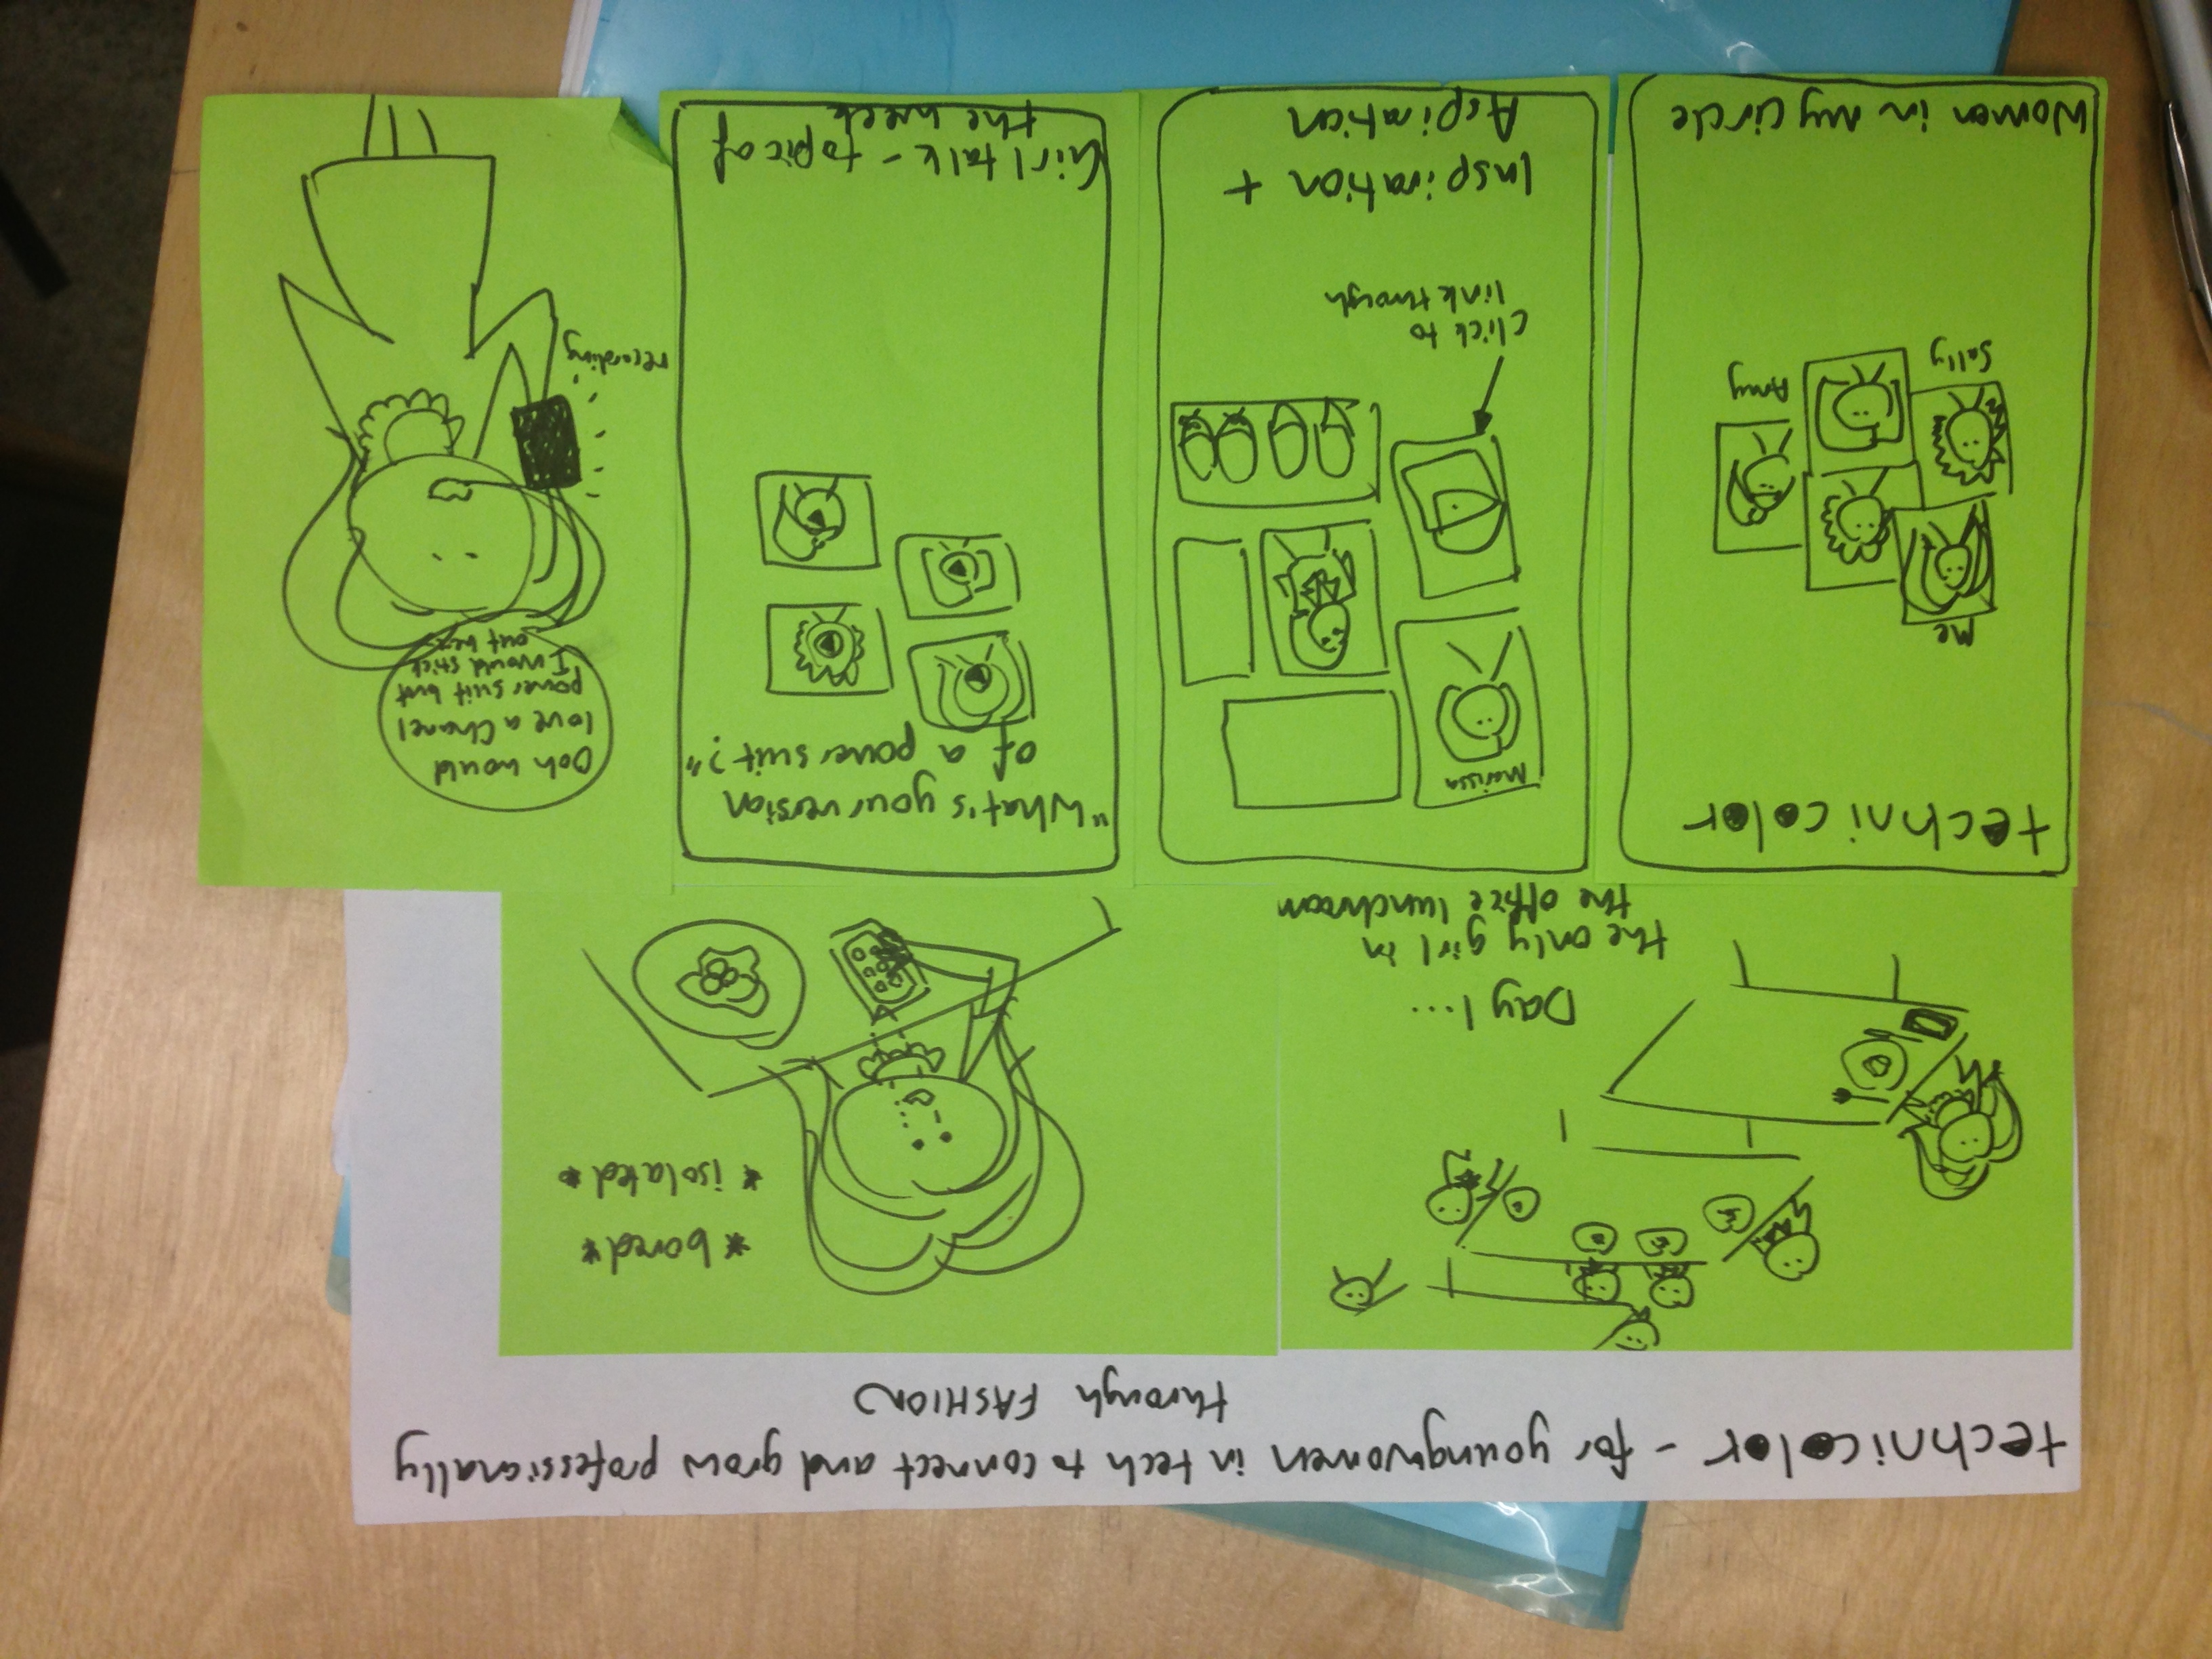 technicolor - for young women in tech to connect and grow professionally
through FASHION
Day 1...
the only girl in
the office lunchroom
*bored*
*isolated*
technicolor
Me
Sally
Amy
Women in my circle
Marissa
click to
link through
Inspiration +
Aspiration
"What's your version
of a power suit?"
Girl talk - topic of
the week
Ooh would
love a Chanel
power suit but
I would stick
out here
recording